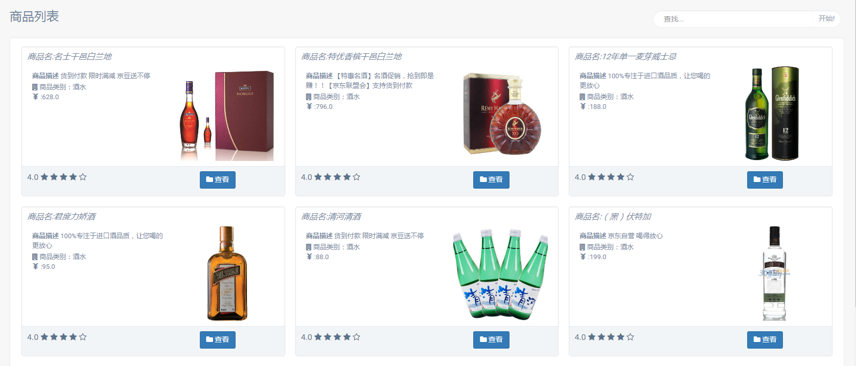 商品列表
查找... 开始!
商品名:名士干邑白兰地
商品描述 货到付款 限时满减 京豆送不停
商品类别：酒水
¥ :628.0
4.0
查看
商品名:特优香槟干邑白兰地
商品描述 【特惠名酒】名酒促销，抢到即是
赚！！【京东联盟会】支持货到付款
商品类别：酒水
¥ :796.0
4.0
查看
商品名:12年单一麦芽威士忌
商品描述 100%专注于进口酒品质，让您喝的
更放心
商品类别：酒水
¥ :188.0
4.0
查看
商品名:君度力娇酒
商品描述 100%专注于进口酒品质，让您喝的
更放心
商品类别：酒水
¥ :95.0
4.0
查看
商品名:清河清酒
商品描述 货到付款 限时满减 京豆送不停
商品类别：酒水
¥ :88.0
4.0
查看
商品名:（黑）伏特加
商品描述 京东自营 喝得放心
商品类别：酒水
¥ :199.0
4.0
查看
REMY MARTIN
Glenfiddich
12
清河